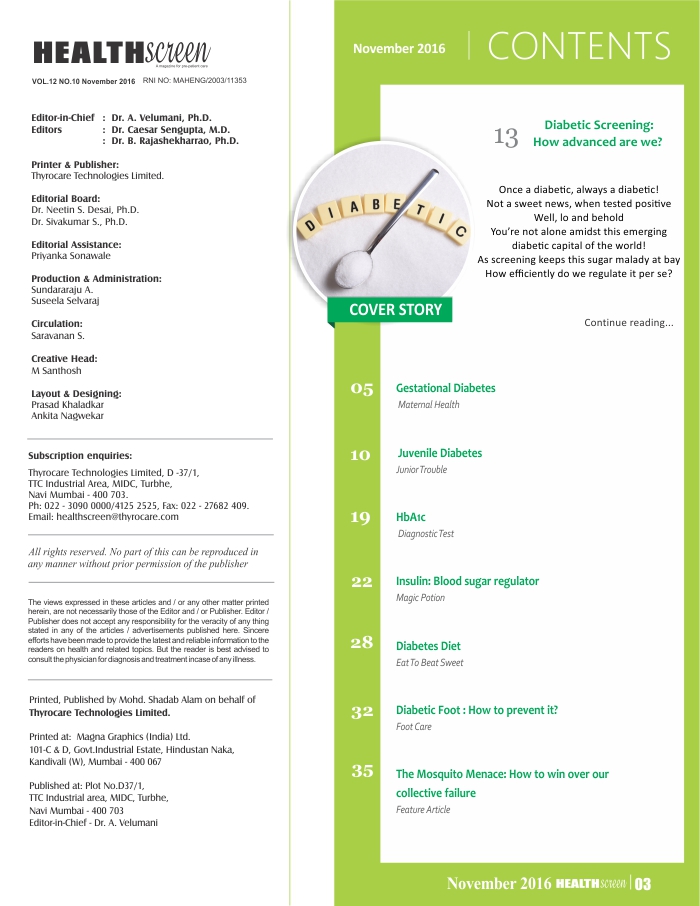 HEALTHscreen
A magazine for pre-patient care
VOL.12 NO.10 November 2016 RNI NO: MAHENG/2003/11353
Editor-in-Chief : Dr. A. Velumani, Ph.D.
Editors : Dr. Caesar Sengupta, M.D.
: Dr. B. Rajashekharrao, Ph.D.
Printer & Publisher:
Thyrocare Technologies Limited.
Editorial Board:
Dr. Neetin S. Desai, Ph.D.
Dr. Sivakumar S., Ph.D.
Editorial Assistance:
Priyanka Sonawale
Production & Administration:
Sundararaju A.
Suseela Selvaraj
Circulation:
Saravanan S.
Creative Head:
M Santhosh
Layout & Designing:
Prasad Khaladkar
Ankita Nagwekar
Subscription enquiries:
Thyrocare Technologies Limited, D -37/1,
TTC Industrial Area, MIDC, Turbhe,
Navi Mumbai - 400 703.
Ph: 022 - 3090 0000/4125 2525, Fax: 022 - 27682 409.
Email: healthscreen@thyrocare.com
All rights reserved. No part of this can be reproduced in
any manner without prior permission of the publisher
The views expressed in these articles and / or any other matter printed
herein, are not necessarily those of the Editor and / or Publisher. Editor /
Publisher does not accept any responsibility for the veracity of any thing
stated in any of the articles / advertisements published here. Sincere
efforts have been made to provide the latest and reliable information to the
readers on health and related topics. But the reader is best advised to
consult the physician for diagnosis and treatment incase of any illness.
Printed, Published by Mohd. Shadab Alam on behalf of
Thyrocare Technologies Limited.
Printed at: Magna Graphics (India) Ltd.
101-C & D, Govt.Industrial Estate, Hindustan Naka,
Kandivali (W), Mumbai - 400 067
Published at: Plot No.D37/1,
TTC Industrial area, MIDC, Turbhe,
Navi Mumbai - 400 703
Editor-in-Chief - Dr. A. Velumani
November 2016 CONTENTS
13 Diabetic Screening:
How advanced are we?
DIABETIC
COVER STORY
Once a diabetic, always a diabetic!
Not a sweet news, when tested positive
Well, lo and behold
You're not alone amidst this emerging
diabetic capital of the world!
As screening keeps this sugar malady at bay
How efficiently do we regulate it per se?
Continue reading...
05 Gestational Diabetes
Maternal Health
10 Juvenile Diabetes
Junior Trouble
19 HbA1c
Diagnostic Test
22 Insulin: Blood sugar regulator
Magic Potion
28 Diabetes Diet
Eat To Beat Sweet
32 Diabetic Foot : How to prevent it?
Foot Care
35 The Mosquito Menace: How to win over our
collective failure
Feature Article
November 2016 HEALTHscreen 03